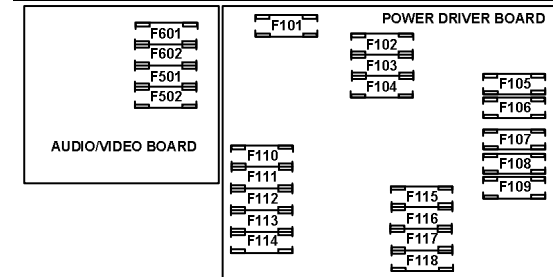 POWER DRIVER BOARD
F101
F601
F602
F501
F502
F102
F103
F104
F105
F106
F107
F108
F109
AUDIO/VIDEO BOARD
F110
F111
F112
F113
F114
F115
F116
F117
F118